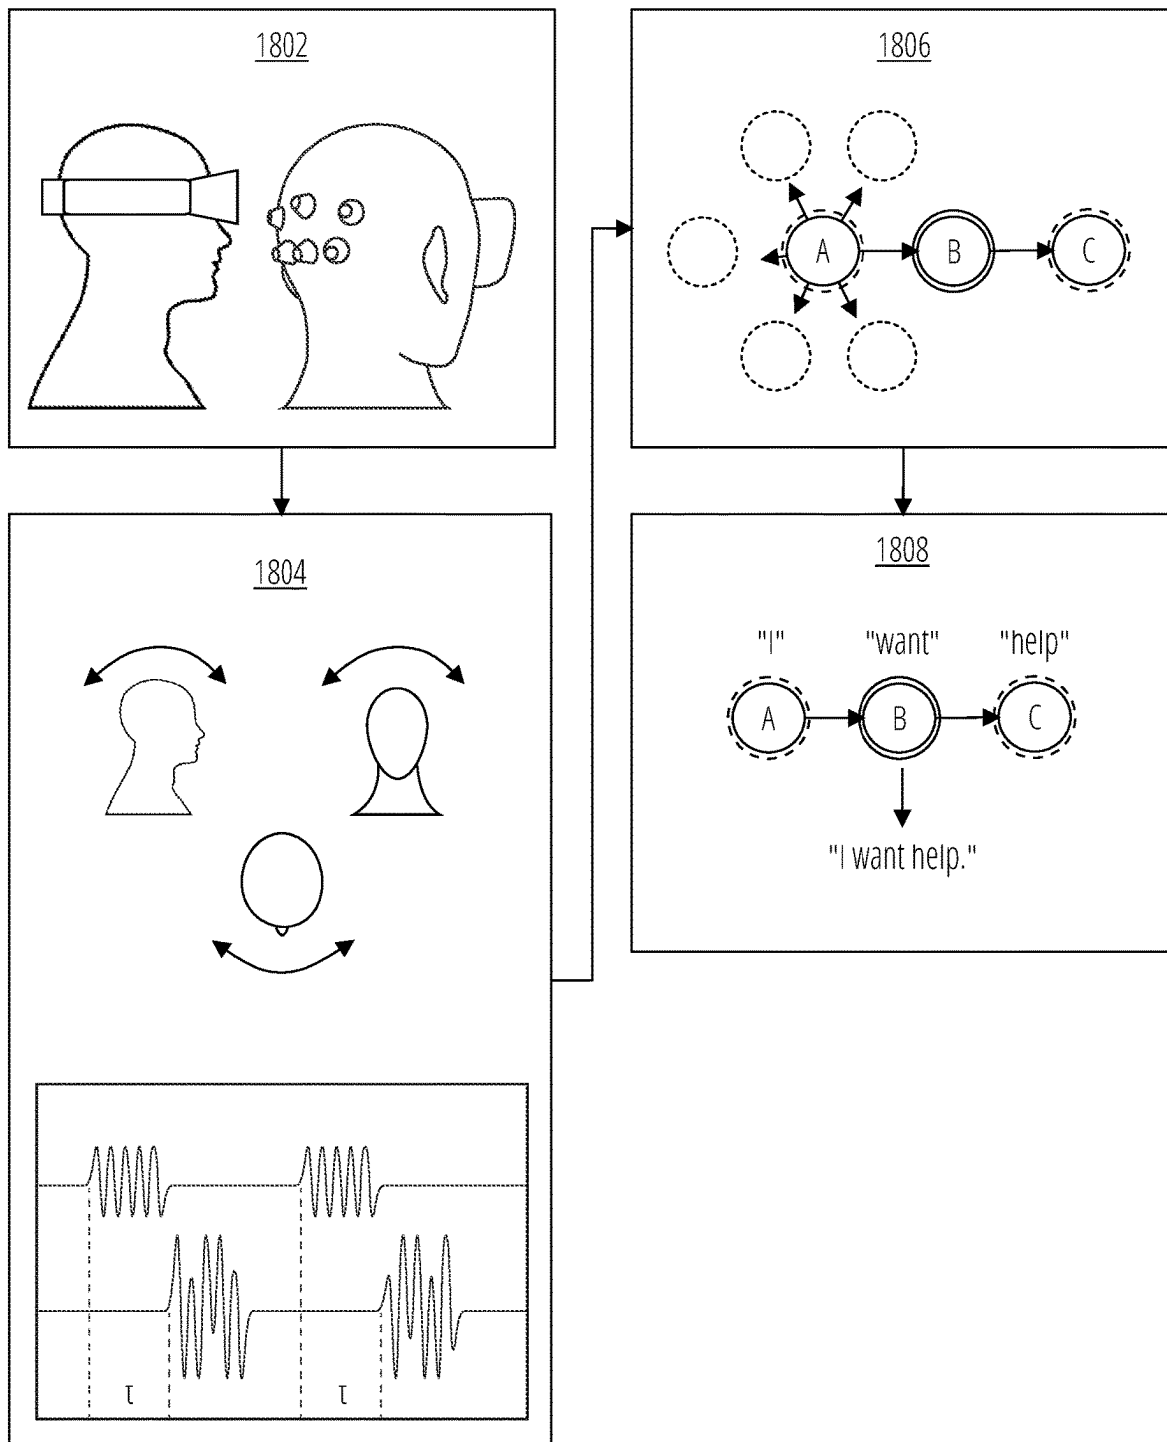 1802
1806
A
B
C
1804
τ
τ
1808
"I"
"want"
"help"
A
B
C
"I want help."